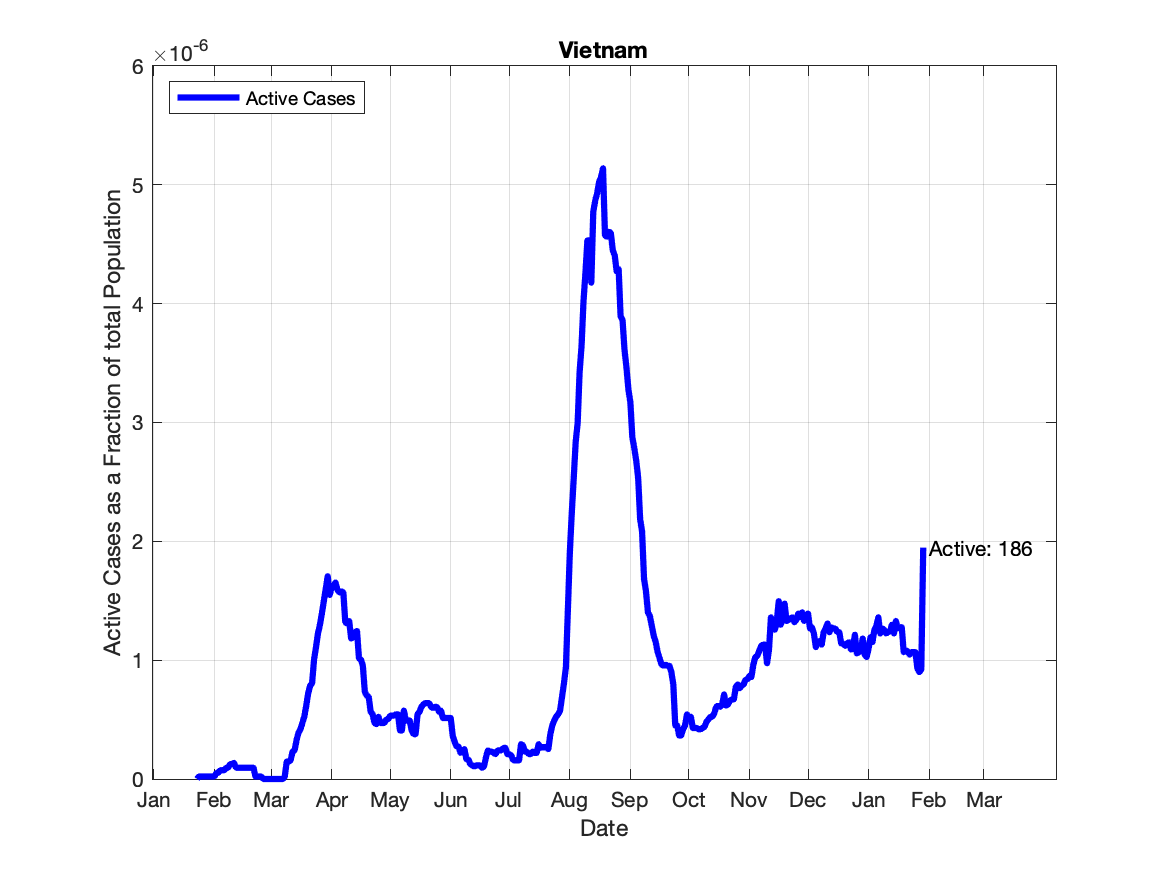 Vietnam
×10-6
Active Cases
6
5
4
3
2
1
0
Active Cases as a Fraction of total Population
Active: 186
Jan Feb Mar Apr May Jun Jul Aug Sep Oct Nov Dec Jan Feb Mar
Date